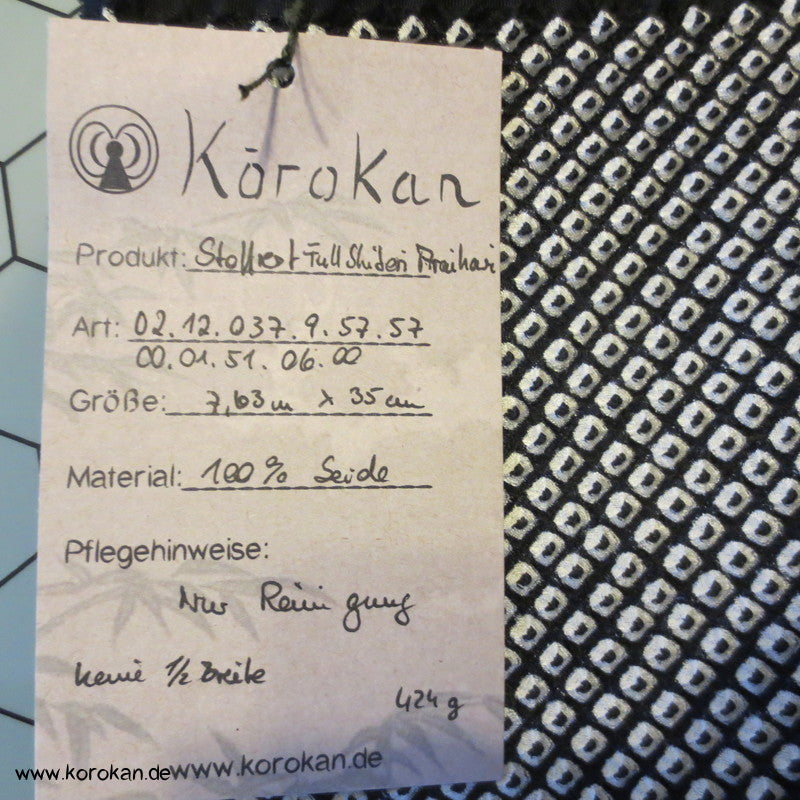 Kōrokan
Produkt: Stoffrest Full Shibori Araihari
Art: 02.12.037.9.57.57
00.01.51.06.00
Größe: 7,63m x 35cm
Material: 100% Seide
Pflegehinweise:
Nur Reinigung
keine 1/2 Breite
424 g
www.korokan.de
www.korokan.de